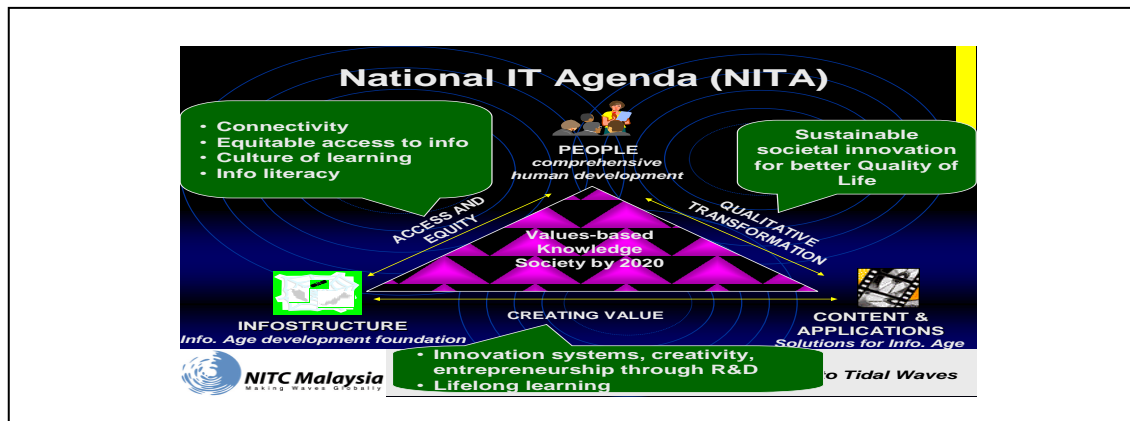 National IT Agenda (NITA)
• Connectivity
• Equitable access to info
• Culture of learning
• Info literacy
PEOPLE
comprehensive
human development
Sustainable
societal innovation
for better Quality of
Life
ACCESS AND
EQUITY
QUALITATIVE
TRANSFORMATION
Values-based
Knowledge
Society by 2020
INFOSTRUCTURE
Info. Age development foundation
CREATING VALUE
CONTENT &
APPLICATIONS
Solutions for Info. Age
• Innovation systems, creativity,
entrepreneurship through R&D
• Lifelong learning
NITC Malaysia
Making Waves Globally
to Tidal Waves